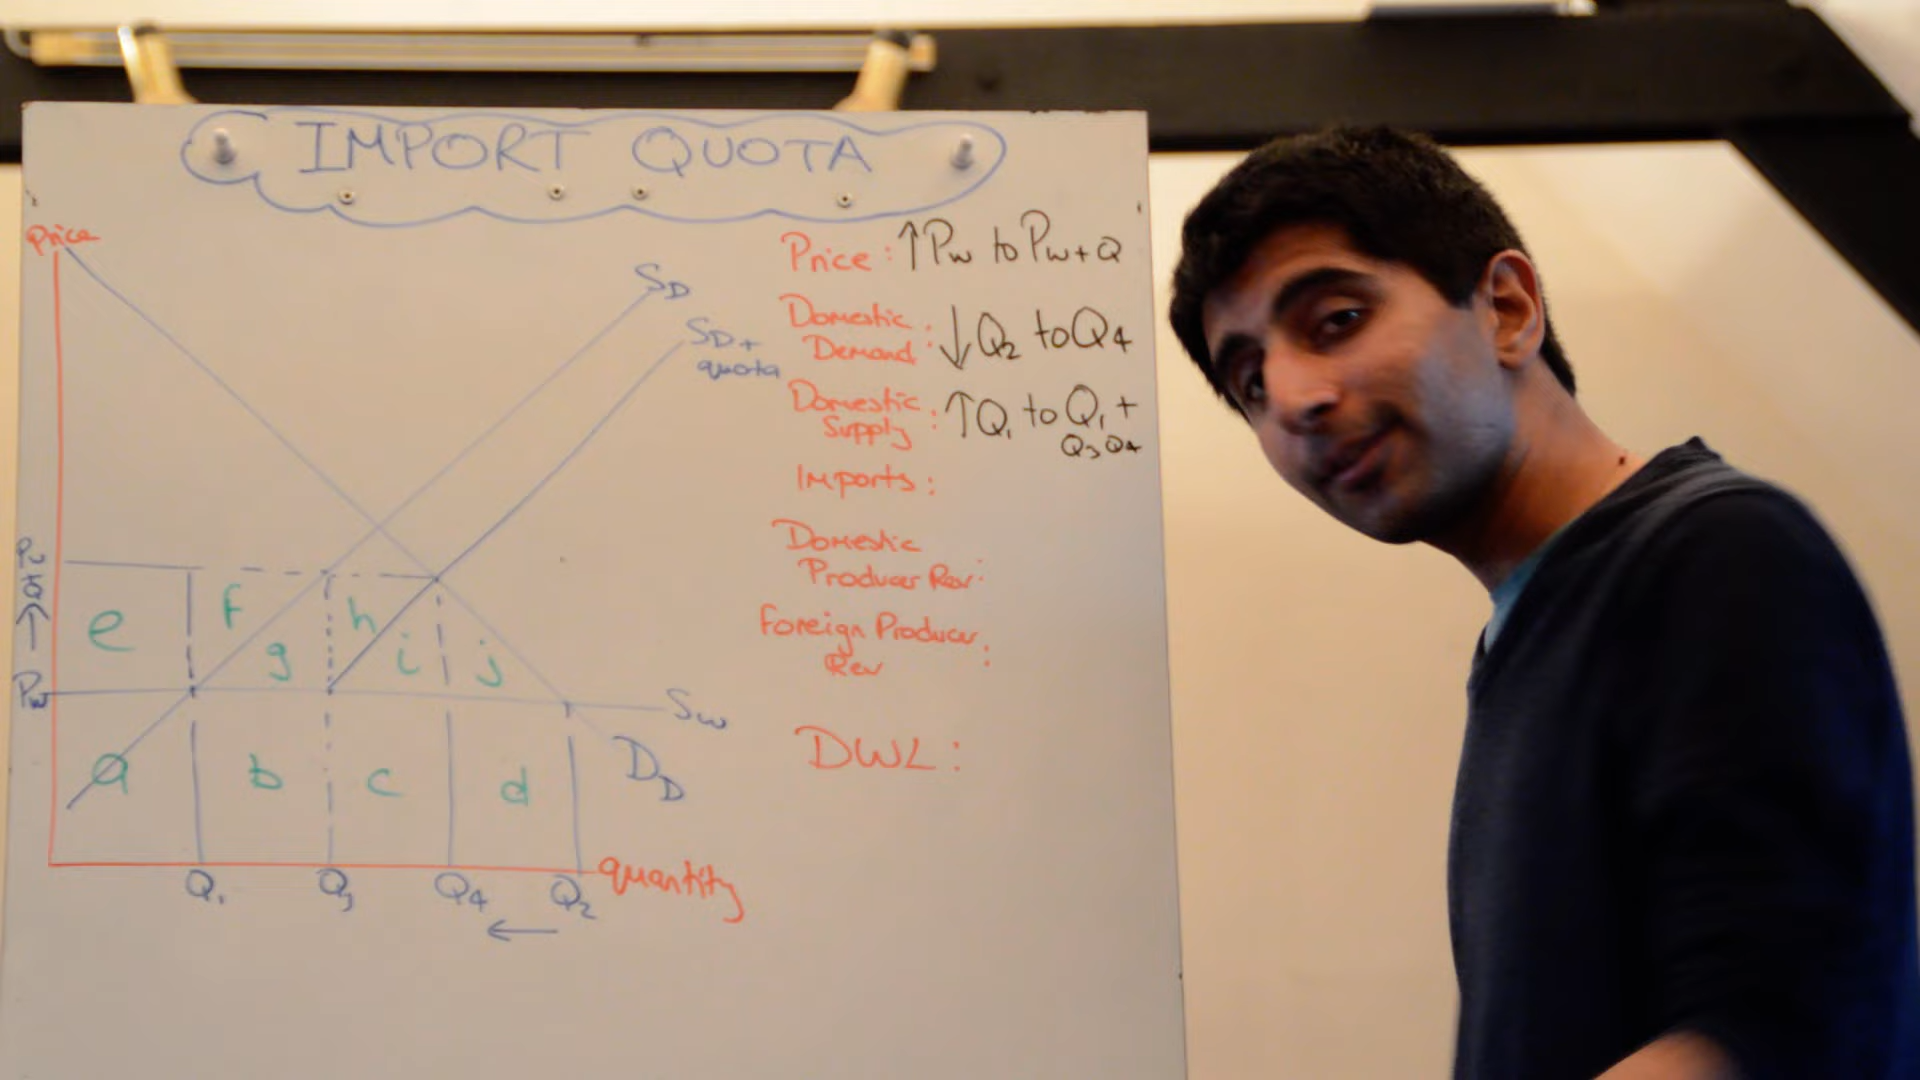 IMPORT QUOTA
Price
SD
SD+
quota
Price: ↑Pw to Pw+Q
Domestic
Demand: ↓Q2 to Q4
Domestic
Supply: ↑Q1 to Q1+
Q3Q4
Imports:
Domestic
Producer Rev:
Foreign Producer
Rev:
DWL:
e f g h i j
Pw Sw
DD
a b c d
Q1 Q3 Q4 Q2
quantity